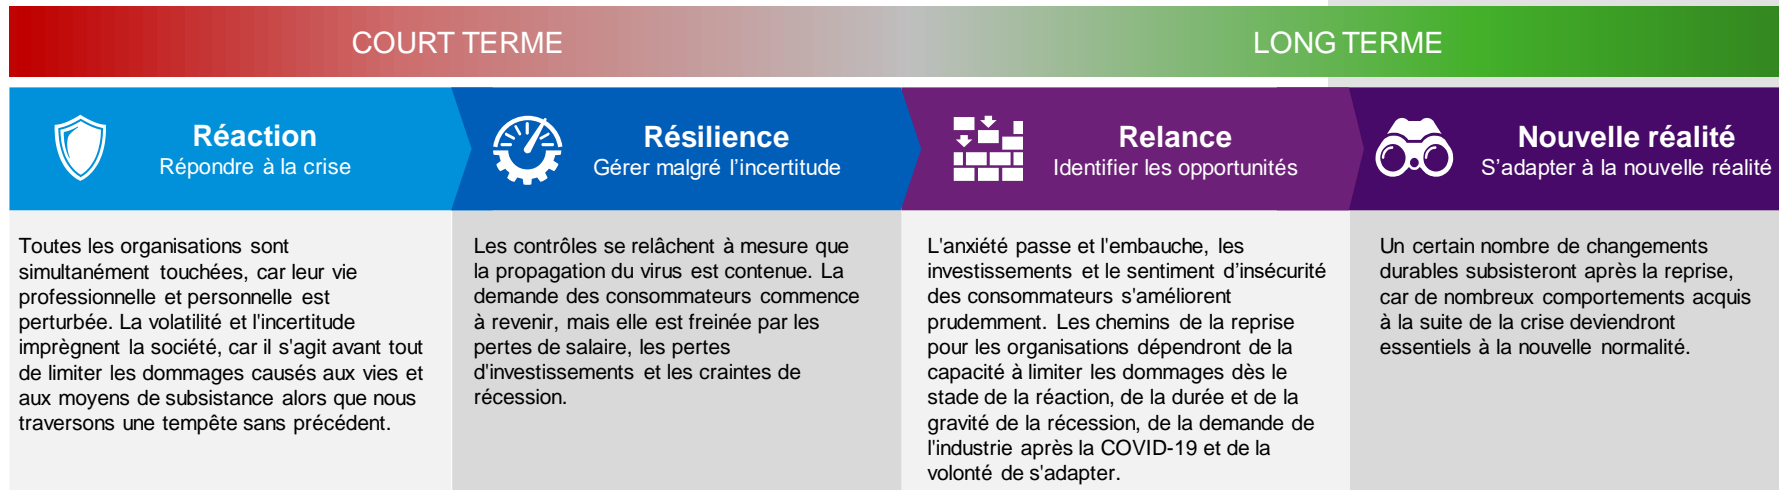 COURT TERME
LONG TERME
Réaction
Répondre à la crise
Résilience
Gérer malgré l’incertitude
Relance
Identifier les opportunités
Nouvelle réalité
S’adapter à la nouvelle réalité
Toutes les organisations sont
simultanément touchées, car leur vie
professionnelle et personnelle est
perturbée. La volatilité et l'incertitude
imprègnent la société, car il s'agit avant tout
de limiter les dommages causés aux vies et
aux moyens de subsistance alors que nous
traversons une tempête sans précédent.
Les contrôles se relâchent à mesure que
la propagation du virus est contenue. La
demande des consommateurs commence
à revenir, mais elle est freinée par les
pertes de salaire, les pertes
d'investissements et les craintes de
récession.
L'anxiété passe et l'embauche, les
investissements et le sentiment d’insécurité
des consommateurs s’améliorent
prudemment. Les chemins de la reprise
pour les organisations dépendront de la
capacité à limiter les dommages dès le
stade de la réaction, de la durée et de la
gravité de la récession, de la demande de
l'industrie après la COVID-19 et de la
volonté de s'adapter.
Un certain nombre de changements
durables subsisteront après la reprise,
car de nombreux comportements acquis
à la suite de la crise deviendront
essentiels à la nouvelle normalité.